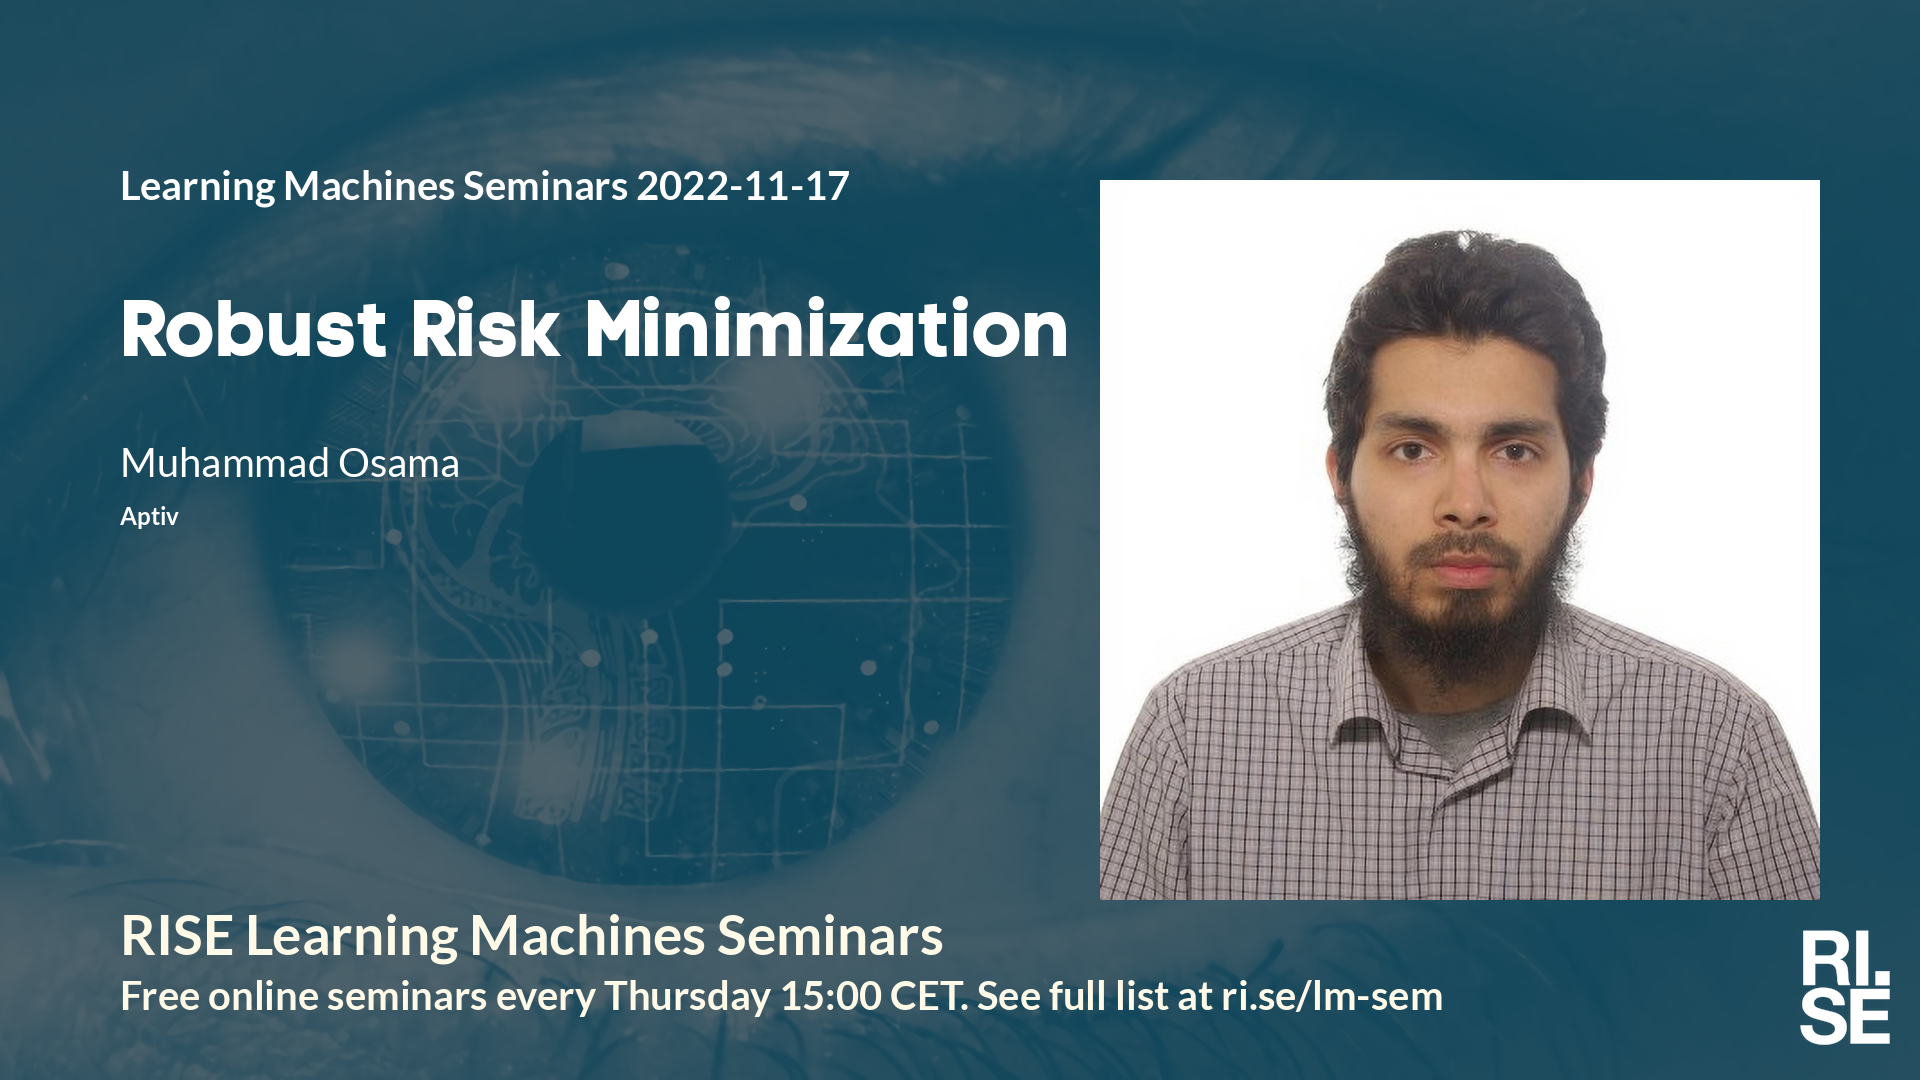 Learning Machines Seminars 2022-11-17
Robust Risk Minimization
Muhammad Osama
Aptiv
RISE Learning Machines Seminars
Free online seminars every Thursday 15:00 CET. See full list at ri.se/lm-sem
RI.
SE